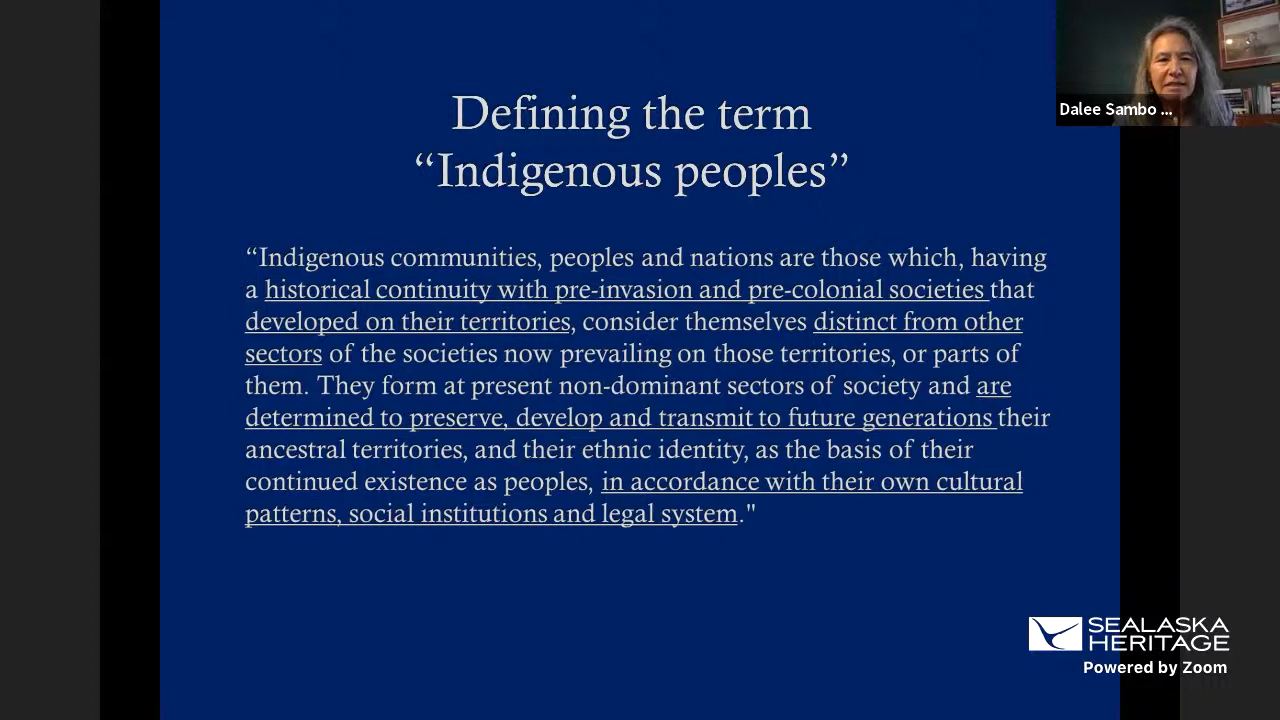 Defining the term
“Indigenous peoples”
“Indigenous communities, peoples and nations are those which, having
a historical continuity with pre-invasion and pre-colonial societies that
developed on their territories, consider themselves distinct from other
sectors of the societies now prevailing on those territories, or parts of
them. They form at present non-dominant sectors of society and are
determined to preserve, develop and transmit to future generations their
ancestral territories, and their ethnic identity, as the basis of their
continued existence as peoples, in accordance with their own cultural
patterns, social institutions and legal system."
Dalee Sambo ...
SEALASKA
HERITAGE
Powered by Zoom